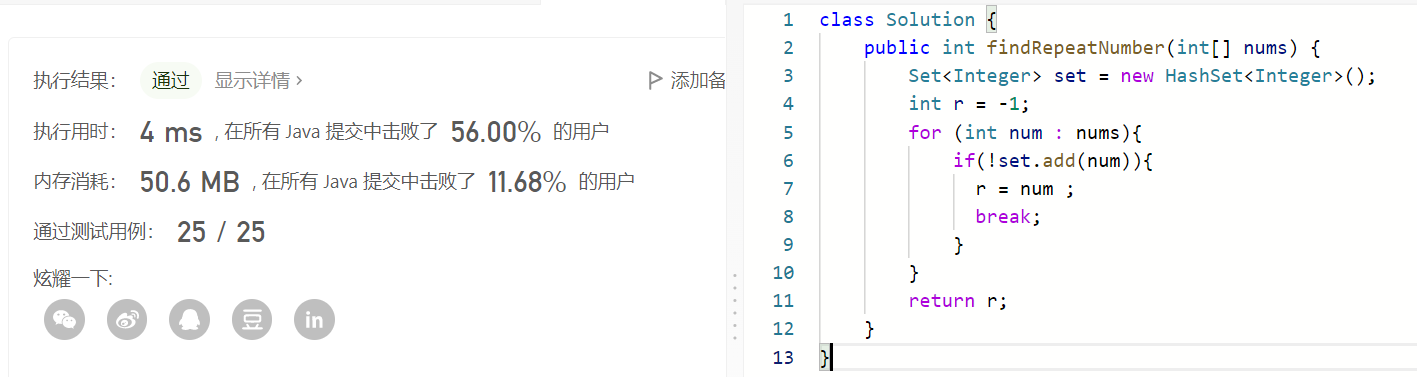 执行结果： 通过 显示详情 > 添加备
执行用时： 4 ms , 在所有 Java 提交中击败了 56.00% 的用户
内存消耗： 50.6 MB , 在所有 Java 提交中击败了 11.68% 的用户
通过测试用例： 25 / 25
炫耀一下:
豆 in
1 class Solution {
2 public int findRepeatNumber(int[] nums) {
3 Set<Integer> set = new HashSet<Integer>();
4 int r = -1;
5 for (int num : nums){
6 if(!set.add(num)){
7 r = num ;
8 break;
9 }
10 }
11 return r;
12 }
13 }